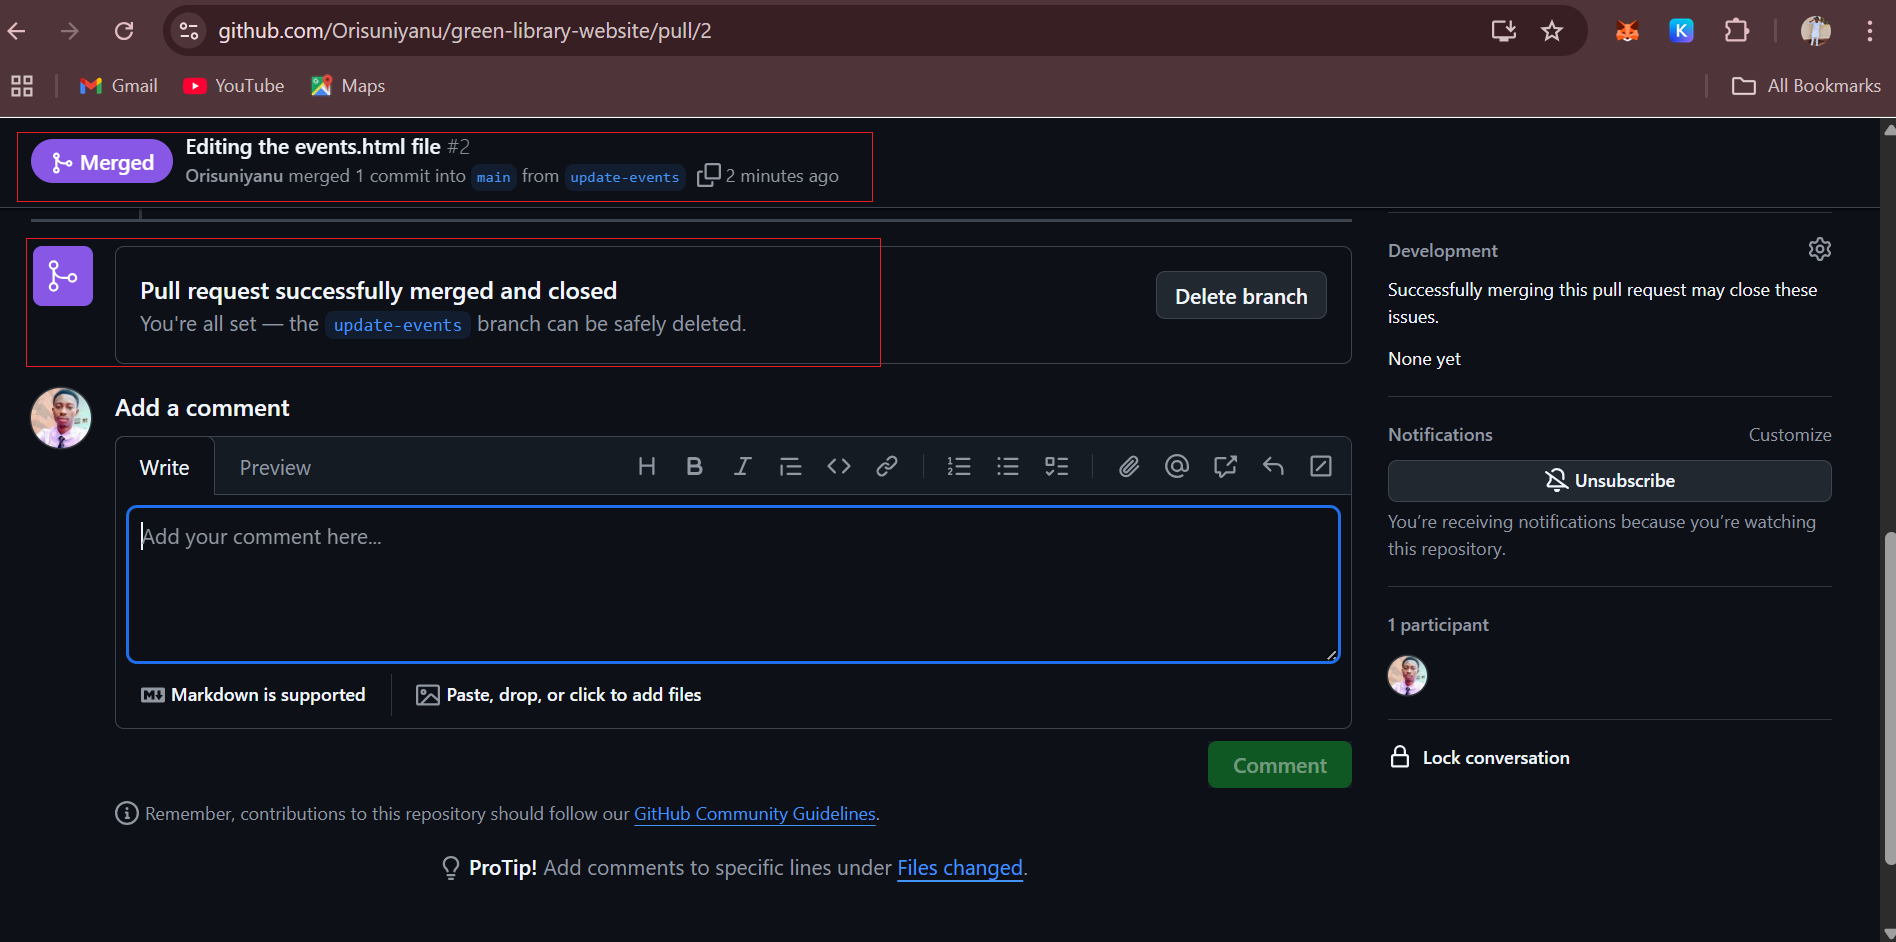 github.com/Orisuniyanu/green-library-website/pull/2
K
Gmail YouTube Maps All Bookmarks
Merged
Editing the events.html file #2
Orisuniyanu merged 1 commit into main from update-events 2 minutes ago
Pull request successfully merged and closed
You're all set — the update-events branch can be safely deleted.
Delete branch
Add a comment
Write Preview
Add your comment here...
Markdown is supported Paste, drop, or click to add files
Comment
Remember, contributions to this repository should follow our GitHub Community Guidelines.
ProTip! Add comments to specific lines under Files changed.
Development
Successfully merging this pull request may close these
issues.
None yet
Notifications Customize
Unsubscribe
You’re receiving notifications because you’re watching
this repository.
1 participant
Lock conversation